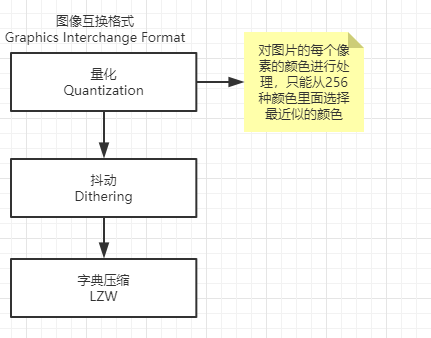 图像互换格式
Graphics Interchange Format
量化
Quantization
对图片的每个像
素的颜色进行处
理，只能从256
种颜色里面选择
最近似的颜色
抖动
Dithering
字典压缩
LZW